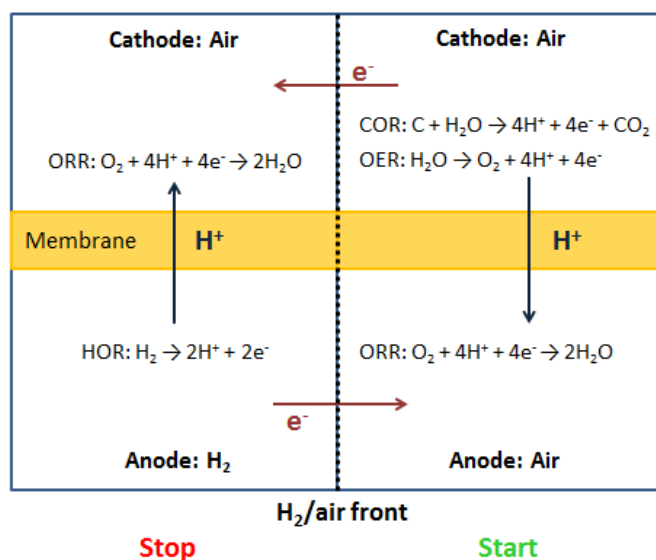 Cathode: Air
Cathode: Air
e⁻
COR: C + H₂O → 4H⁺ + 4e⁻ + CO₂
ORR: O₂ + 4H⁺ + 4e⁻ → 2H₂O
OER: H₂O → O₂ + 4H⁺ + 4e⁻
Membrane
H⁺
H⁺
HOR: H₂ → 2H⁺ + 2e⁻
ORR: O₂ + 4H⁺ + 4e⁻ → 2H₂O
e⁻
Anode: H₂
Anode: Air
H₂/air front
Stop
Start